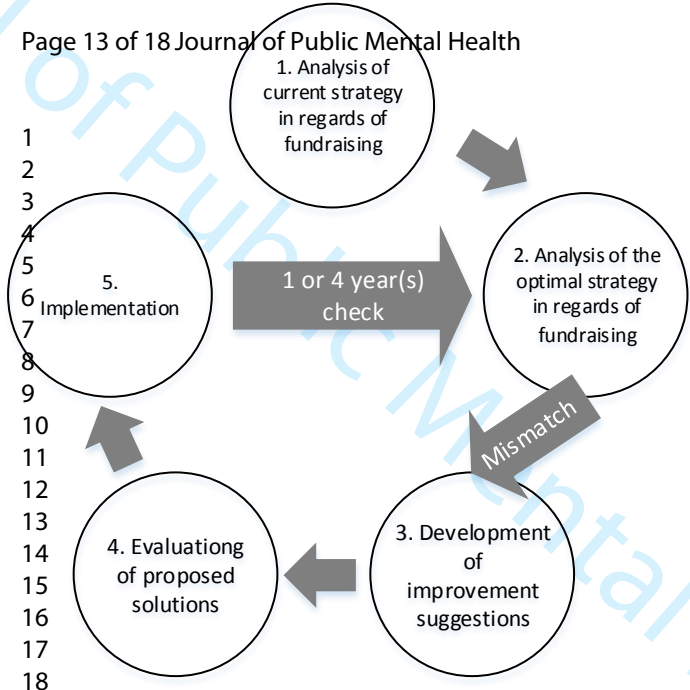 Page 13 of 18 Journal of Public Mental Health
1. Analysis of
current strategy
in regards of
fundraising
1
2
3
4
5
6
7
8
9
10
11
12
13
14
15
16
17
18
5.
Implementation
1 or 4 year(s)
check
2. Analysis of the
optimal strategy
in regards of
fundraising
Mismatch
3. Development
of
improvement
suggestions
4. Evaluationg
of proposed
solutions
of Public Mental